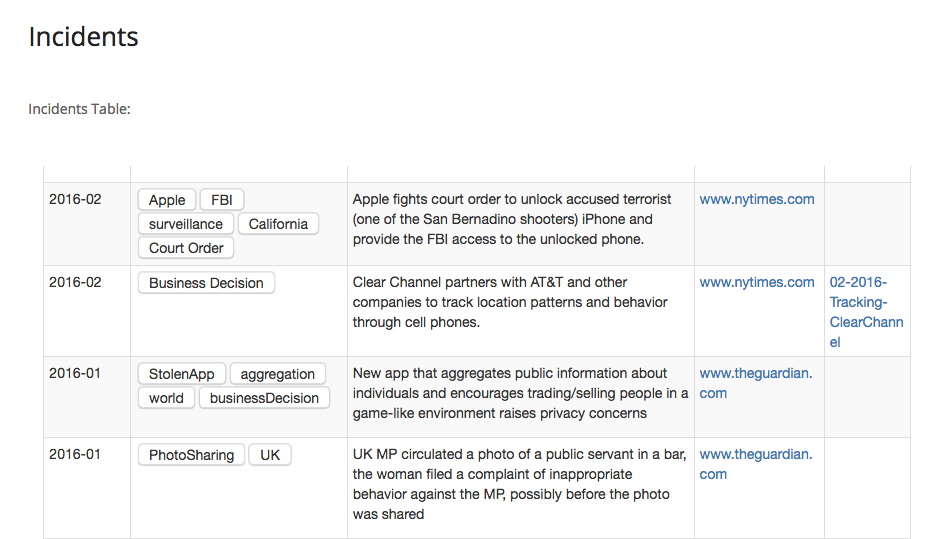 Incidents
Incidents Table:
2016-02
Apple FBI
surveillance California
Court Order
Apple fights court order to unlock accused terrorist
(one of the San Bernadino shooters) iPhone and
provide the FBI access to the unlocked phone.
www.nytimes.com
2016-02
Business Decision
Clear Channel partners with AT&T and other
companies to track location patterns and behavior
through cell phones.
www.nytimes.com
02-2016-
Tracking-
ClearChann
el
2016-01
StolenApp aggregation
world businessDecision
New app that aggregates public information about
individuals and encourages trading/selling people in a
game-like environment raises privacy concerns
www.theguardian.
com
2016-01
PhotoSharing UK
UK MP circulated a photo of a public servant in a bar,
the woman filed a complaint of inappropriate
behavior against the MP, possibly before the photo
was shared
www.theguardian.
com